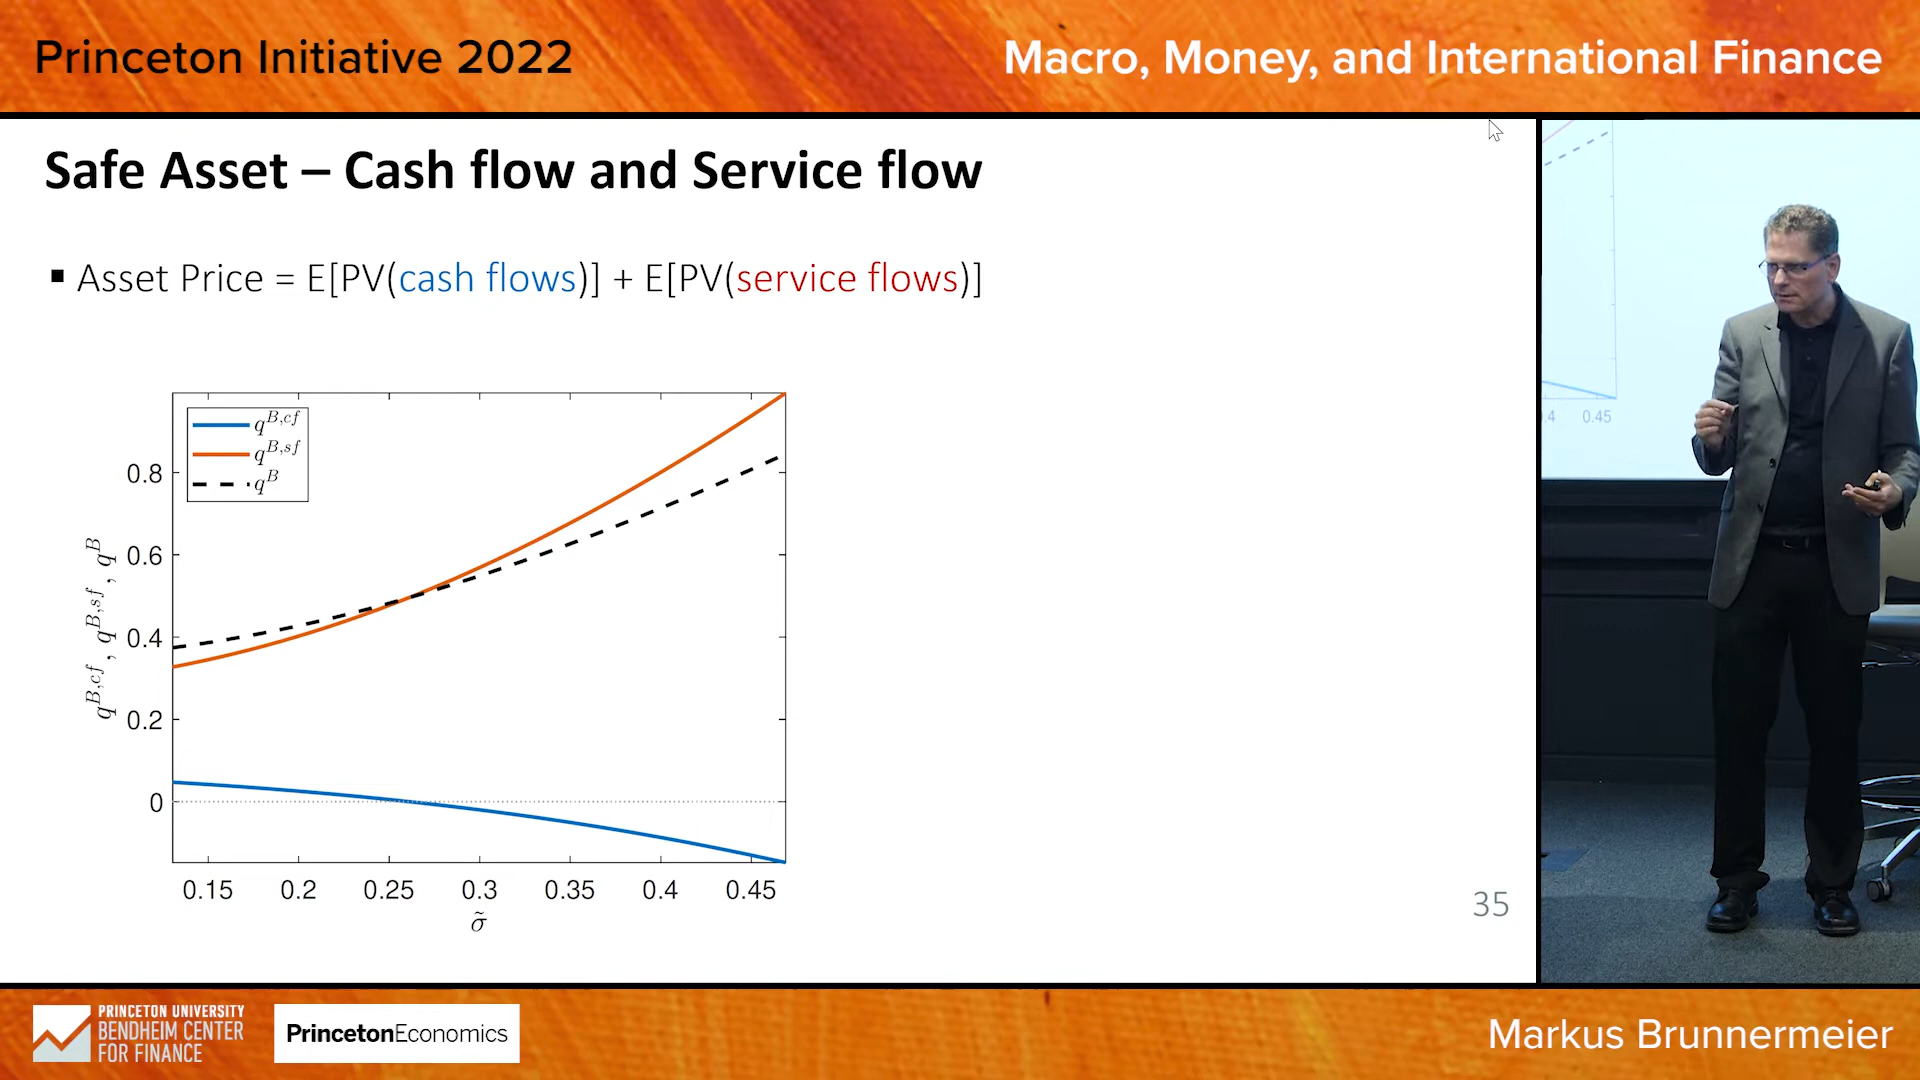 Princeton Initiative 2022
Macro, Money, and International Finance
Safe Asset – Cash flow and Service flow
▪ Asset Price = E[PV(cash flows)] + E[PV(service flows)]
q^{B,cf}
q^{B,sf}
q^B
q^{B,cf}, q^{B,sf}, q^B
0.8
0.6
0.4
0.2
0
0.15 0.2 0.25 0.3 0.35 0.4 0.45
σ̃
35
.4 0.45
PRINCETON UNIVERSITY
BENDHEIM CENTER
FOR FINANCE
PrincetonEconomics
Markus Brunnermeier